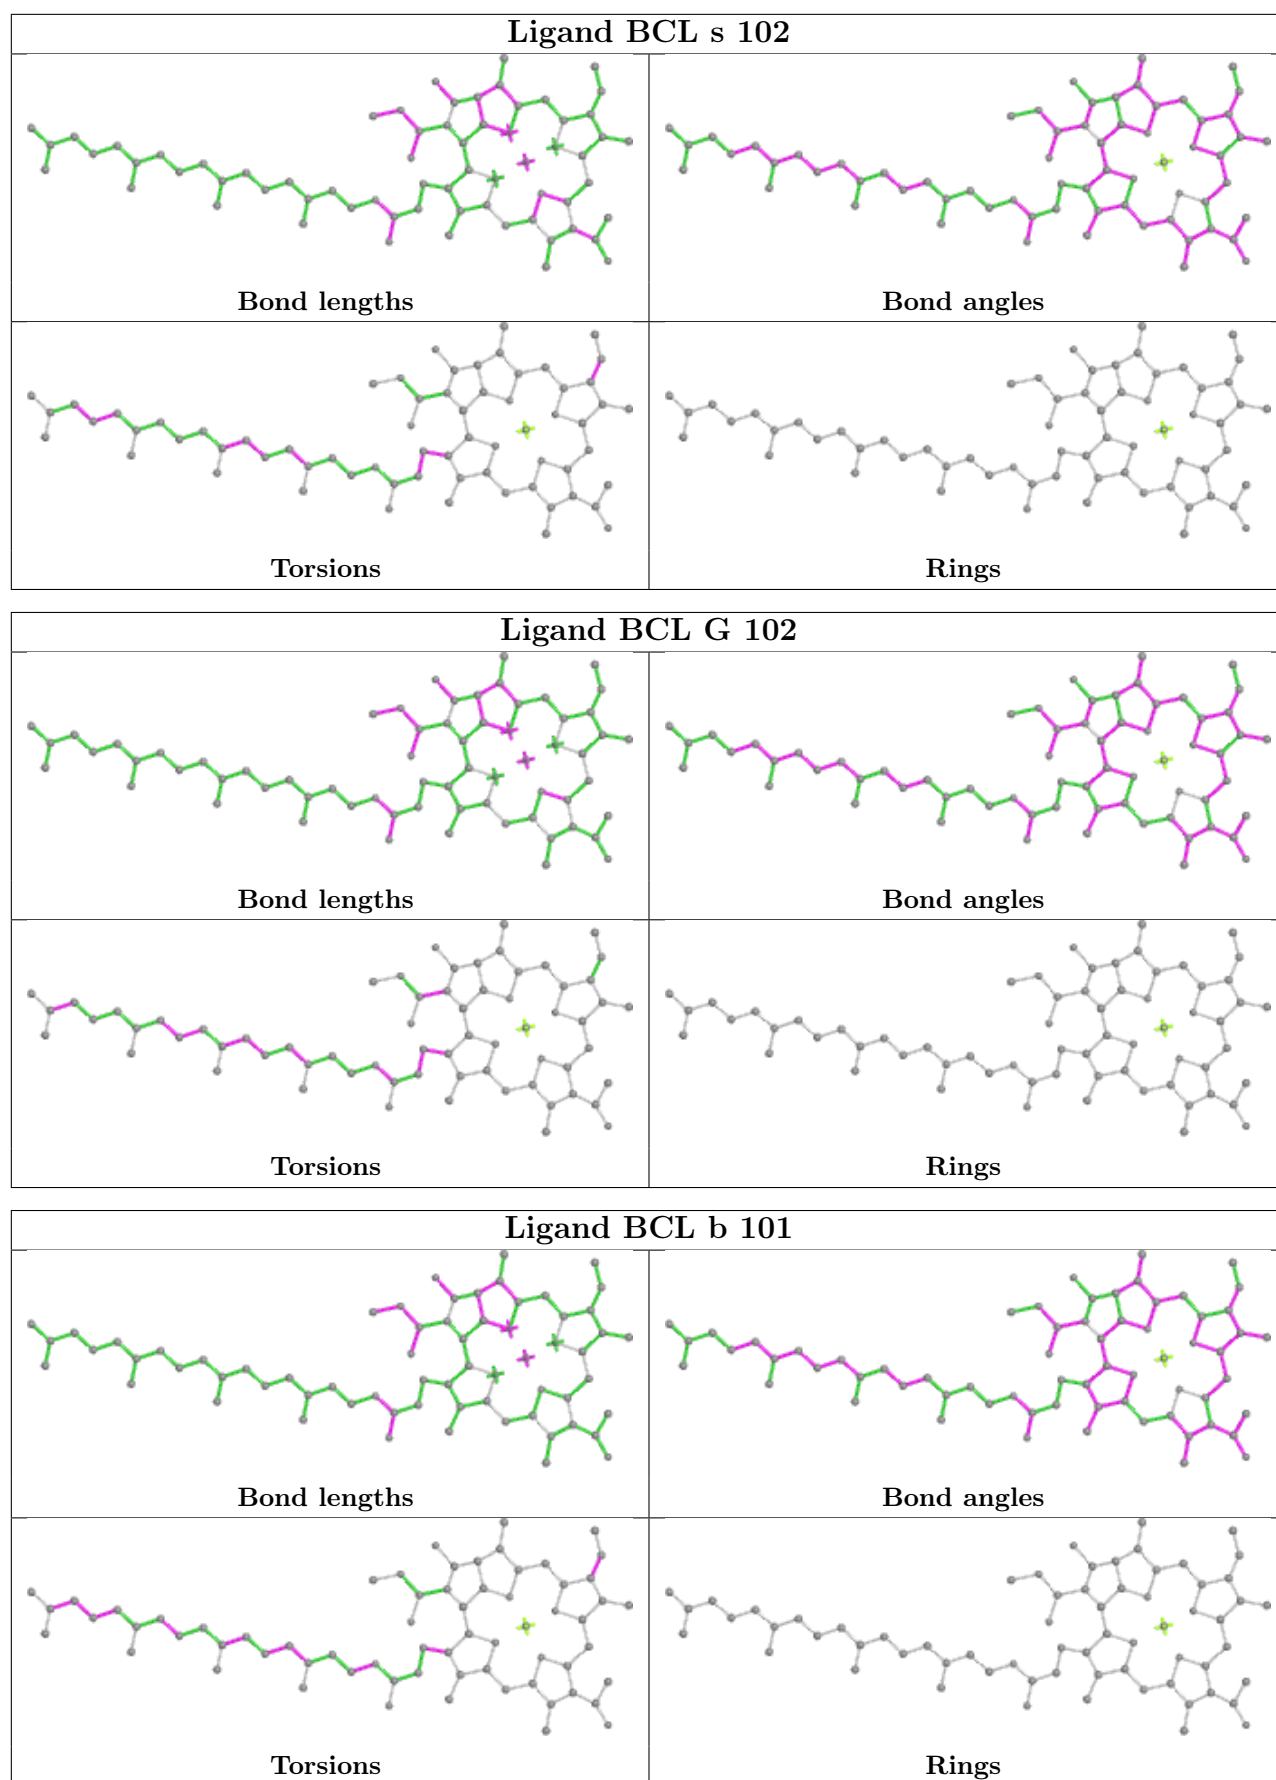 Ligand BCL s 102
Bond lengths
Bond angles
Torsions
Rings
Ligand BCL G 102
Bond lengths
Bond angles
Torsions
Rings
Ligand BCL b 101
Bond lengths
Bond angles
Torsions
Rings